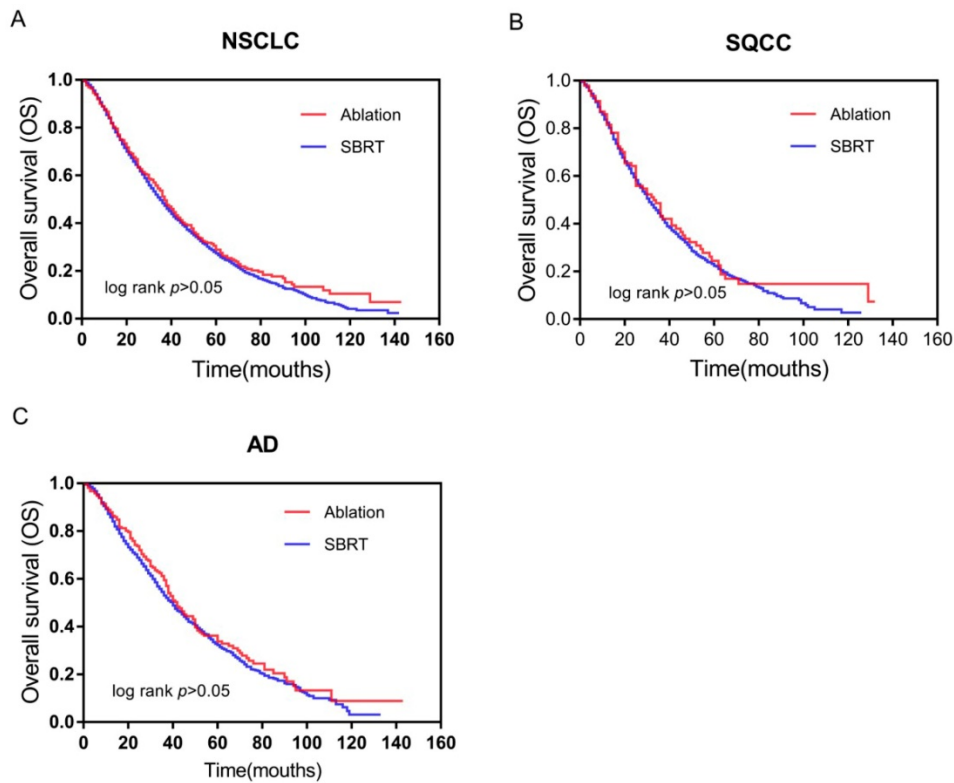 A
NSCLC
Overall survival (OS)
1.0
0.8
0.6
0.4
0.2
0.0
Ablation
SBRT
log rank p>0.05
0 20 40 60 80 100 120 140 160
Time(mouths)
B
SQCC
Overall survival (OS)
1.0
0.8
0.6
0.4
0.2
0.0
Ablation
SBRT
log rank p>0.05
0 20 40 60 80 100 120 140 160
Time(mouths)
C
AD
Overall survival (OS)
1.0
0.8
0.6
0.4
0.2
0.0
Ablation
SBRT
log rank p>0.05
0 20 40 60 80 100 120 140 160
Time(mouths)